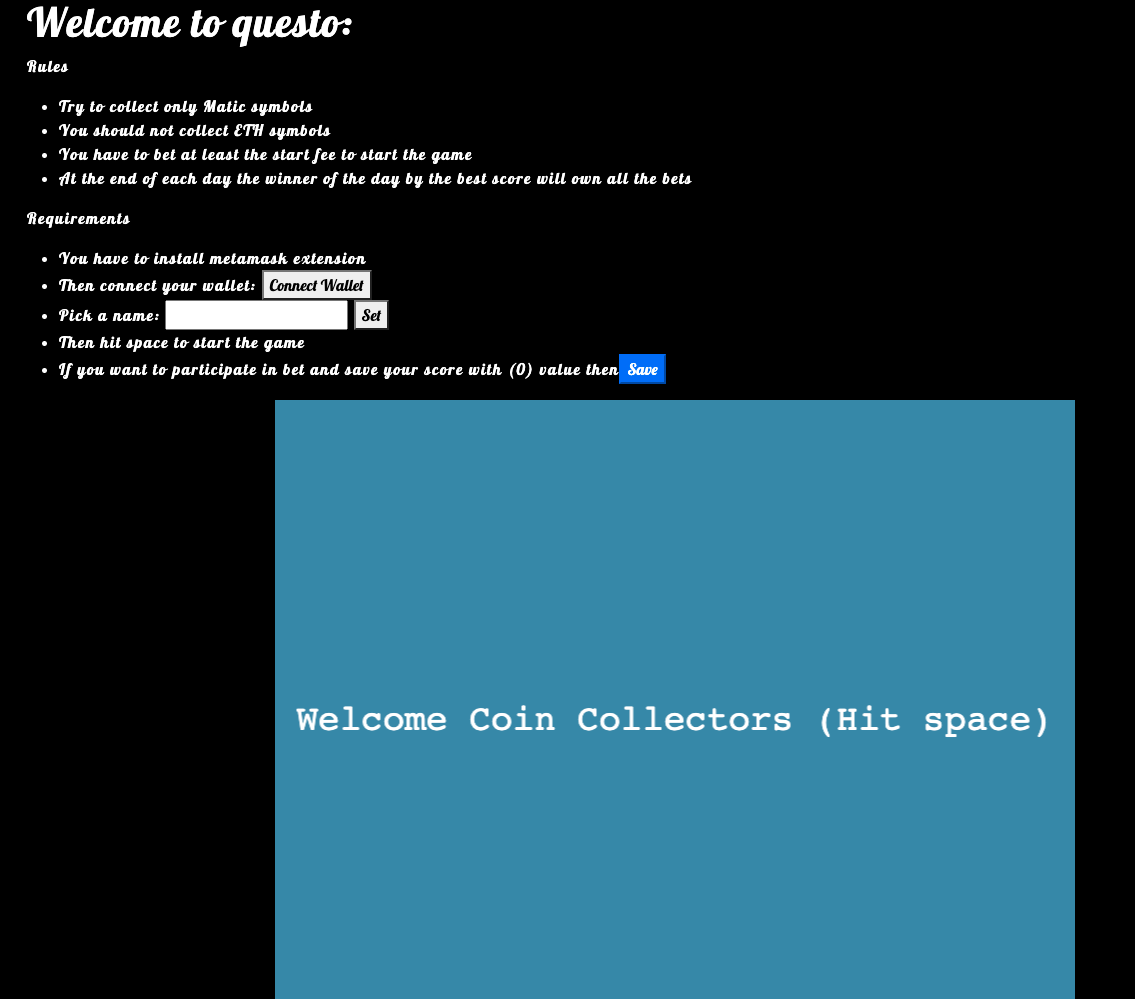 Welcome to questo:
Rules
Try to collect only Matic symbols
You should not collect ETH symbols
You have to bet at least the start fee to start the game
At the end of each day the winner of the day by the best score will own all the bets
Requirements
You have to install metamask extension
Then connect your wallet: Connect Wallet
Pick a name: Set
Then hit space to start the game
If you want to participate in bet and save your score with (0) value then Save
Welcome Coin Collectors (Hit space)